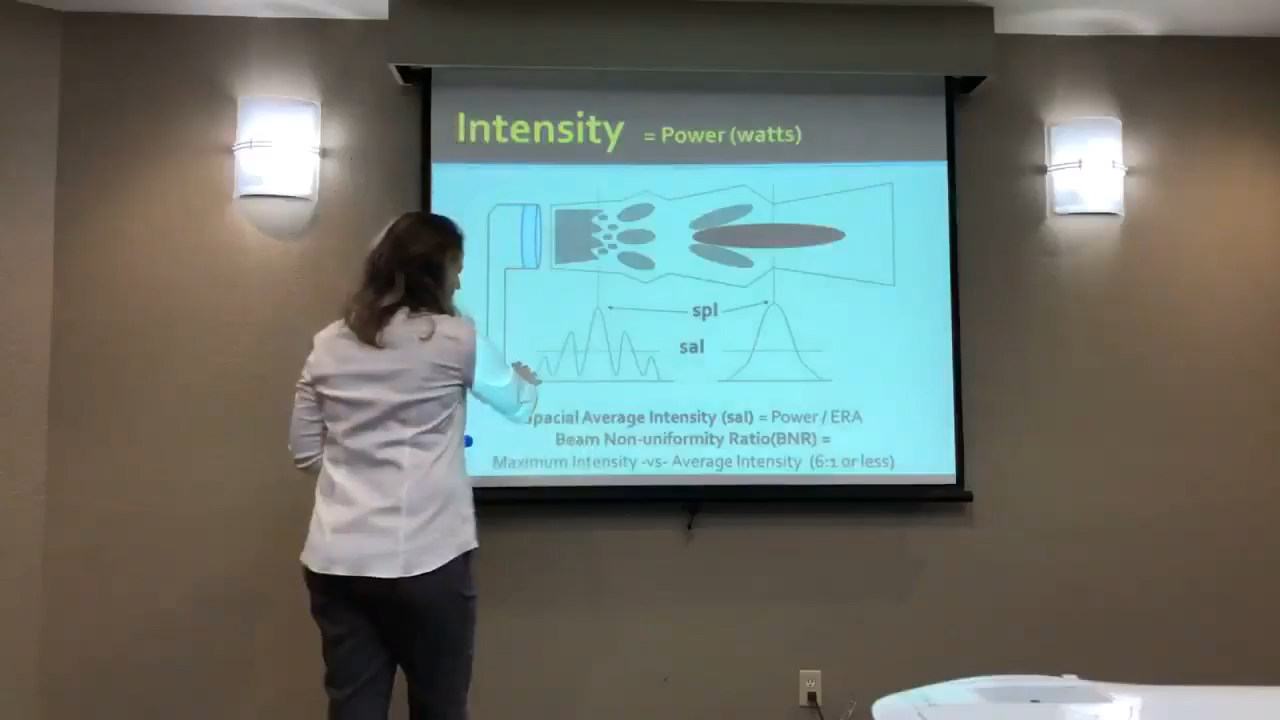 Intensity = Power (watts)
spl
sal
Spacial Average Intensity (sal) = Power / ERA
Beam Non-uniformity Ratio(BNR) =
Maximum Intensity -vs- Average Intensity (6:1 or less)